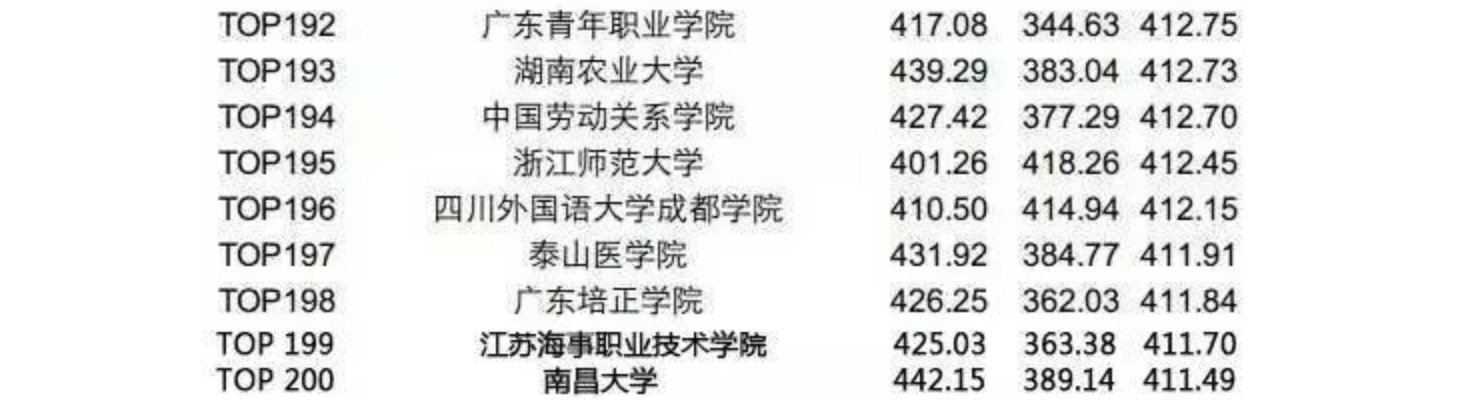 TOP192 广东青年职业学院 417.08 344.63 412.75
TOP193 湖南农业大学 439.29 383.04 412.73
TOP194 中国劳动关系学院 427.42 377.29 412.70
TOP195 浙江师范大学 401.26 418.26 412.45
TOP196 四川外国语大学成都学院 410.50 414.94 412.15
TOP197 泰山医学院 431.92 384.77 411.91
TOP198 广东培正学院 426.25 362.03 411.84
TOP 199 江苏海事职业技术学院 425.03 363.38 411.70
TOP 200 南昌大学 442.15 389.14 411.49